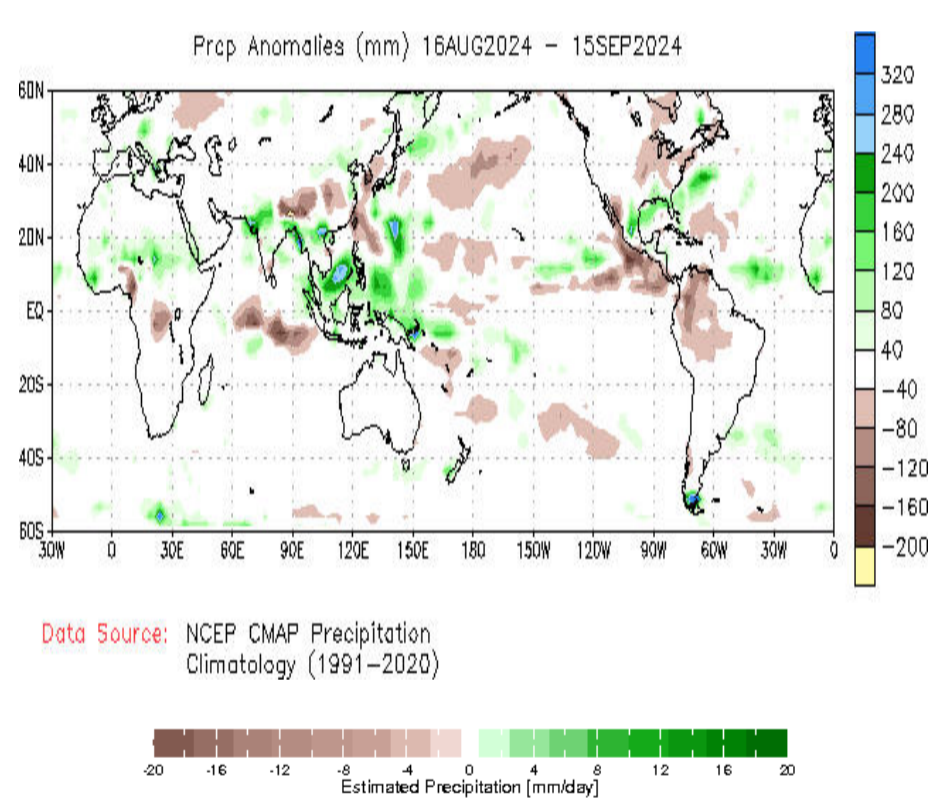 Prcp Anomalies (mm) 16AUG2024 – 15SEP2024
60N
40N
20N
EQ
20S
40S
60S
30W 0 30E 60E 90E 120E 150E 180 150W 120W 90W 60W 30W 0
320
280
240
200
160
120
80
40
−40
−80
−120
−160
−200
Data Source: NCEP CMAP Precipitation
Climatology (1991–2020)
-20 -16 -12 -8 -4 0 4 8 12 16 20
Estimated Precipitation [mm/day]